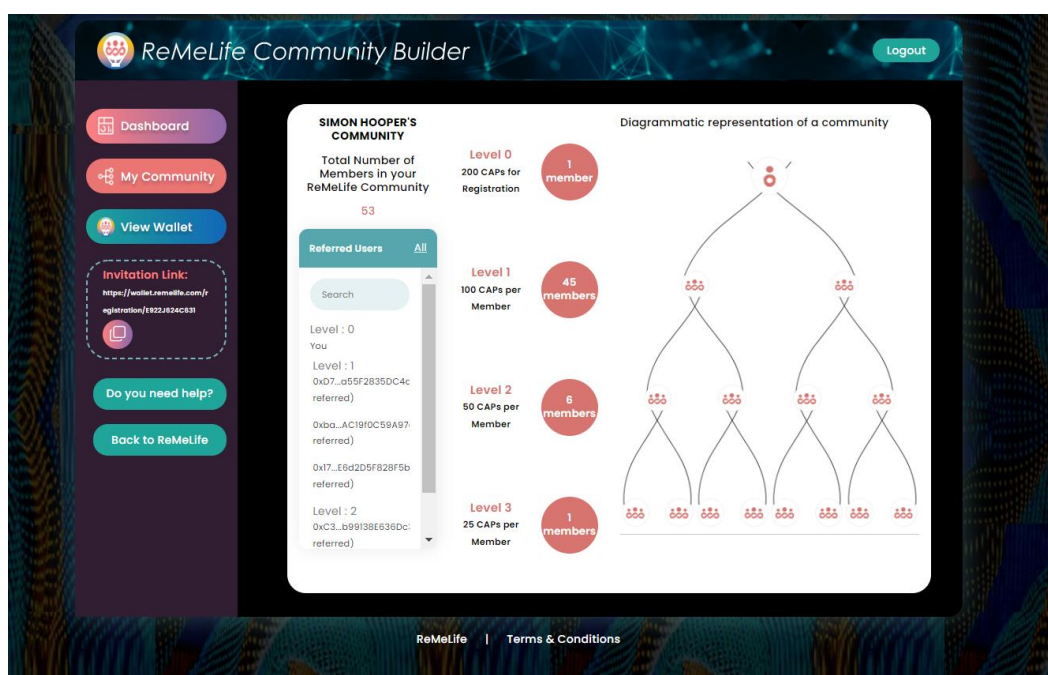 ReMeLife Community Builder
Logout
Dashboard
My Community
View Wallet
Invitation Link:
https://wallet.remelife.com/r
egistration/E922J624C631
Do you need help?
Back to ReMeLife
SIMON HOOPER'S
COMMUNITY
Total Number of
Members in your
ReMeLife Community
53
Referred Users All
Search
Level : 0
You
Level : 1
0xD7...a55F2835DC4c
referred)
0xba...AC19f0C59A97
referred)
0x17...E6d2D5F828F5b
referred)
Level : 2
0xC3...b99138E636Dc
referred)
Level 0
200 CAPs for
Registration
1
member
Level 1
100 CAPs per
Member
45
members
Level 2
50 CAPs per
Member
6
members
Level 3
25 CAPs per
Member
1
members
Diagrammatic representation of a community
ReMeLife | Terms & Conditions